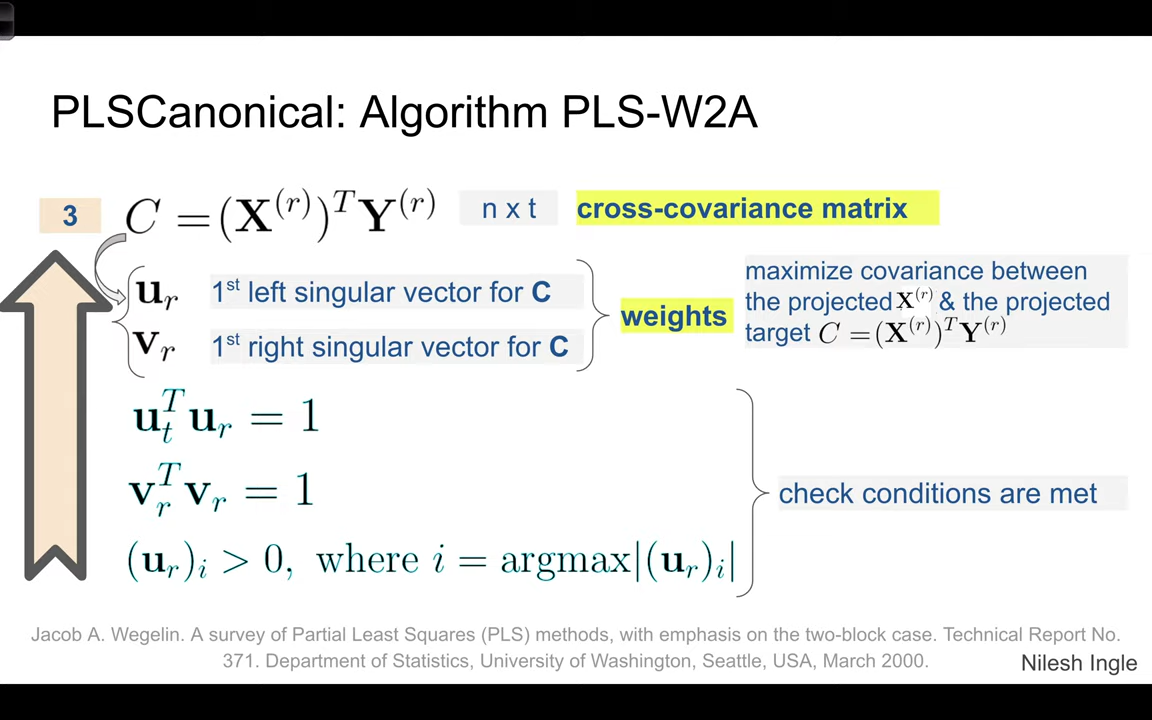 PLSCanonical: Algorithm PLS-W2A
3 C =(X^(r))^T Y^(r) n x t cross-covariance matrix
u_r 1st left singular vector for C
v_r 1st right singular vector for C
weights
maximize covariance between
the projected X^(r) & the projected
target C =(X^(r))^T Y^(r)
u_t^T u_r = 1
v_r^T v_r = 1
(u_r)_i > 0, where i = argmax|(u_r)_i|
check conditions are met
Jacob A. Wegelin. A survey of Partial Least Squares (PLS) methods, with emphasis on the two-block case. Technical Report No.
371. Department of Statistics, University of Washington, Seattle, USA, March 2000.
Nilesh Ingle